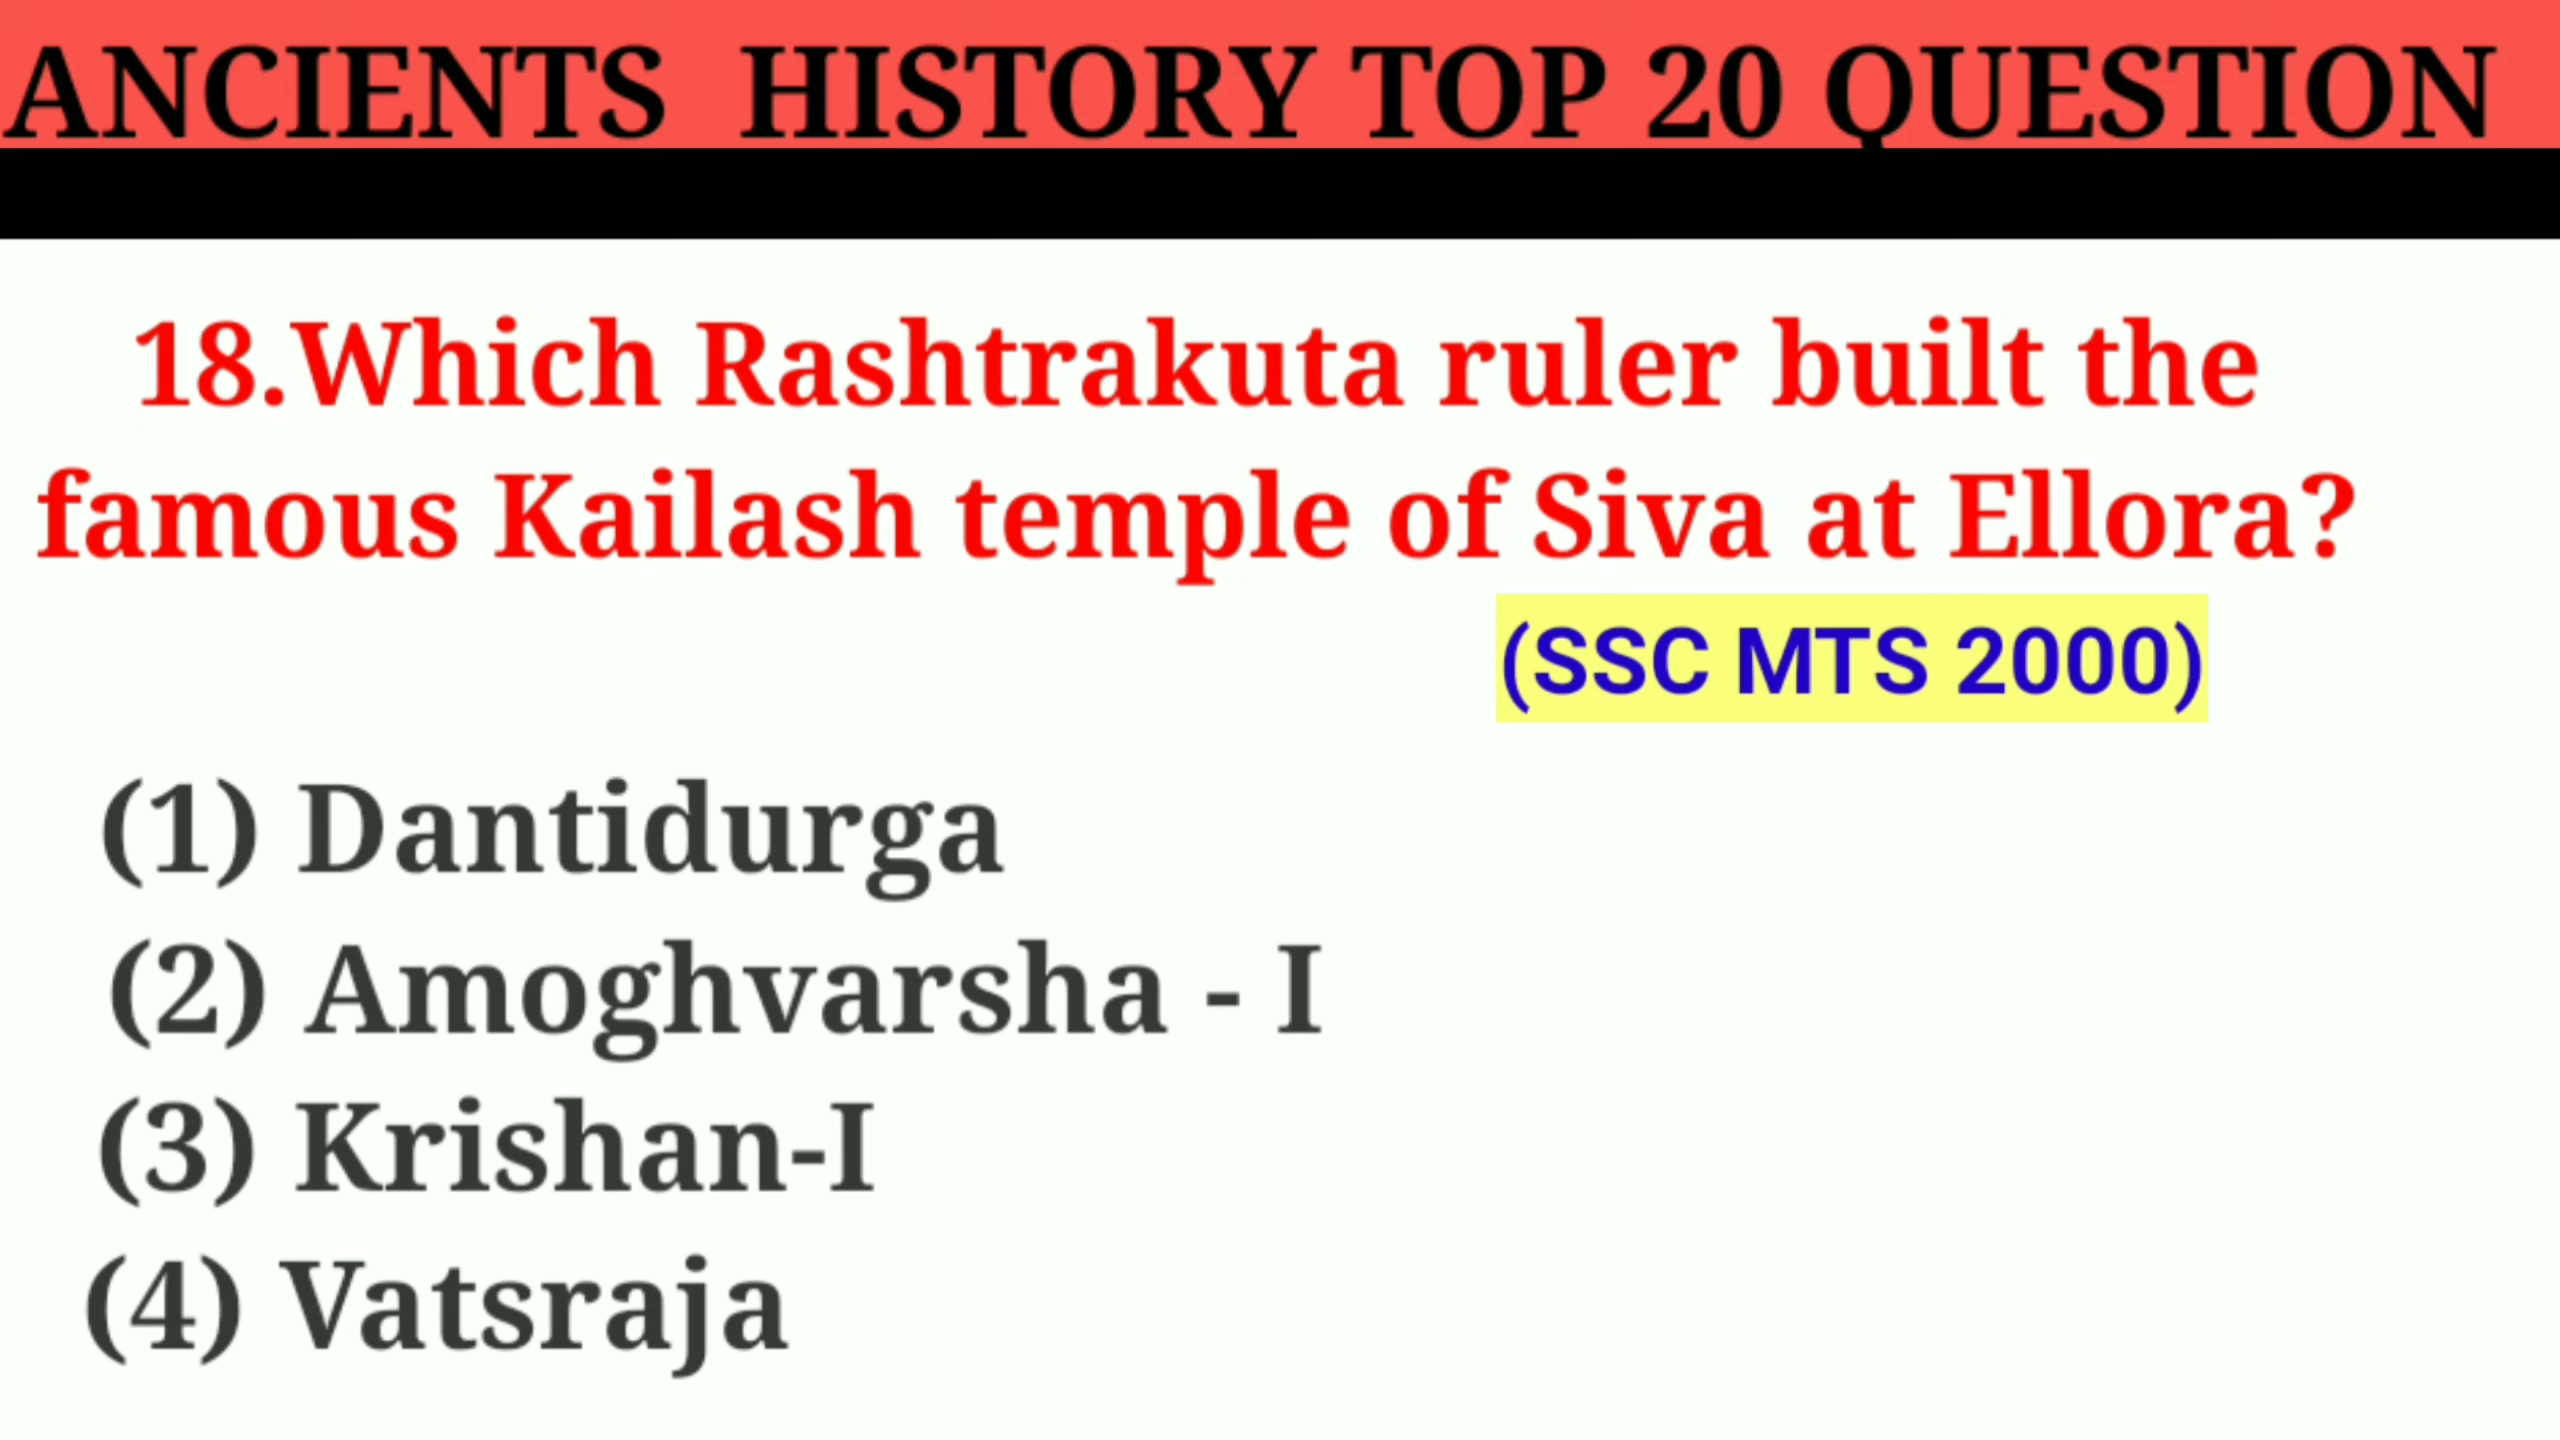 ANCIENTS HISTORY TOP 20 QUESTION
18.Which Rashtrakuta ruler built the
famous Kailash temple of Siva at Ellora?
(SSC MTS 2000)
(1) Dantidurga
(2) Amoghvarsha - I
(3) Krishan-I
(4) Vatsraja